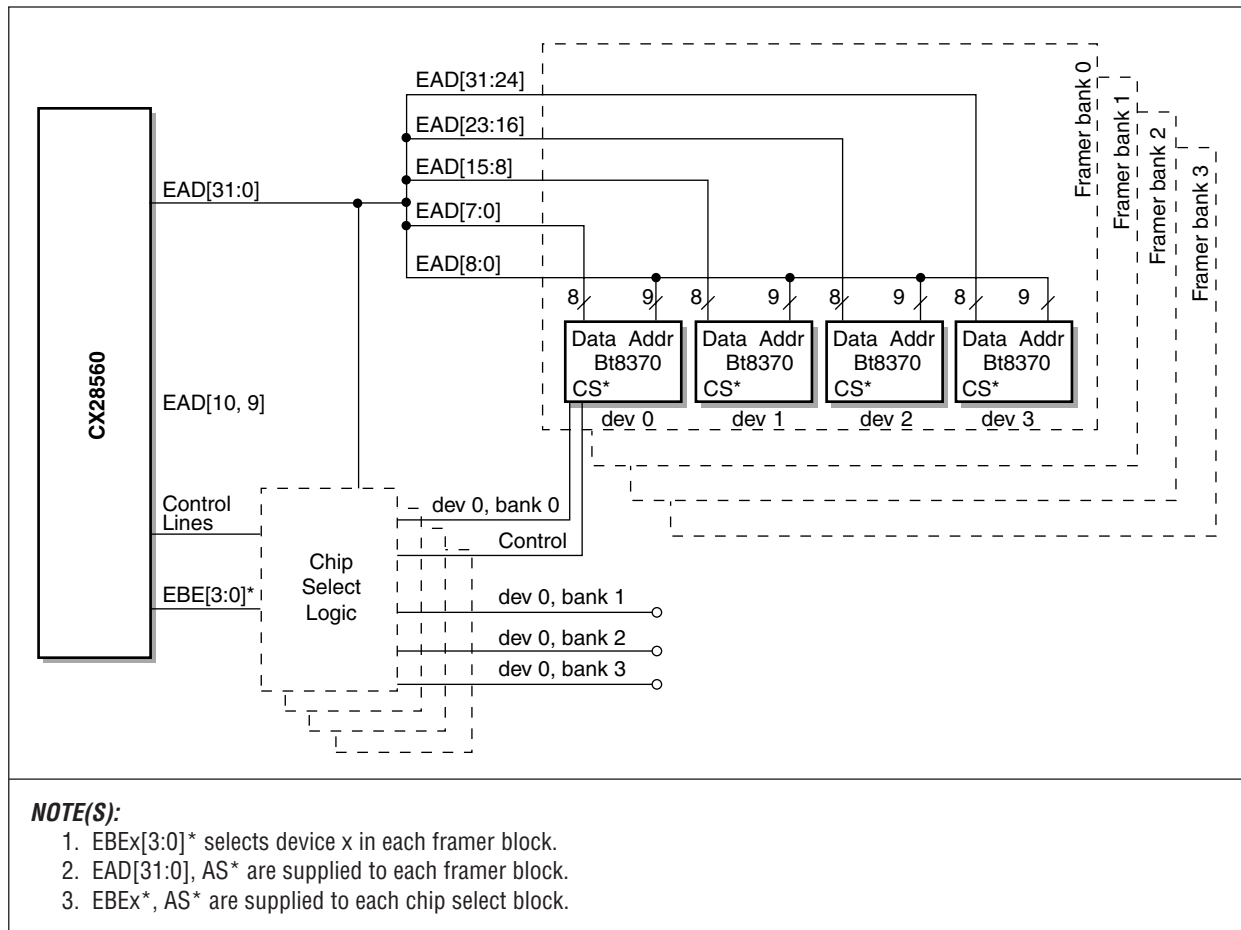 EAD[31:24]
EAD[23:16]
EAD[15:8]
EAD[31:0]
EAD[7:0]
EAD[8:0]
Framer bank 0
Framer bank 1
Framer bank 2
Framer bank 3
8
9
8
9
8
9
8
9
Data Addr
Bt8370
CS*
dev 0
Data Addr
Bt8370
CS*
dev 1
Data Addr
Bt8370
CS*
dev 2
Data Addr
Bt8370
CS*
dev 3
CX28560
EAD[10, 9]
Control
Lines
EBE[3:0]*
Chip
Select
Logic
dev 0, bank 0
Control
dev 0, bank 1
dev 0, bank 2
dev 0, bank 3
NOTE(S):
1. EBEx[3:0]* selects device x in each framer block.
2. EAD[31:0], AS* are supplied to each framer block.
3. EBEx*, AS* are supplied to each chip select block.